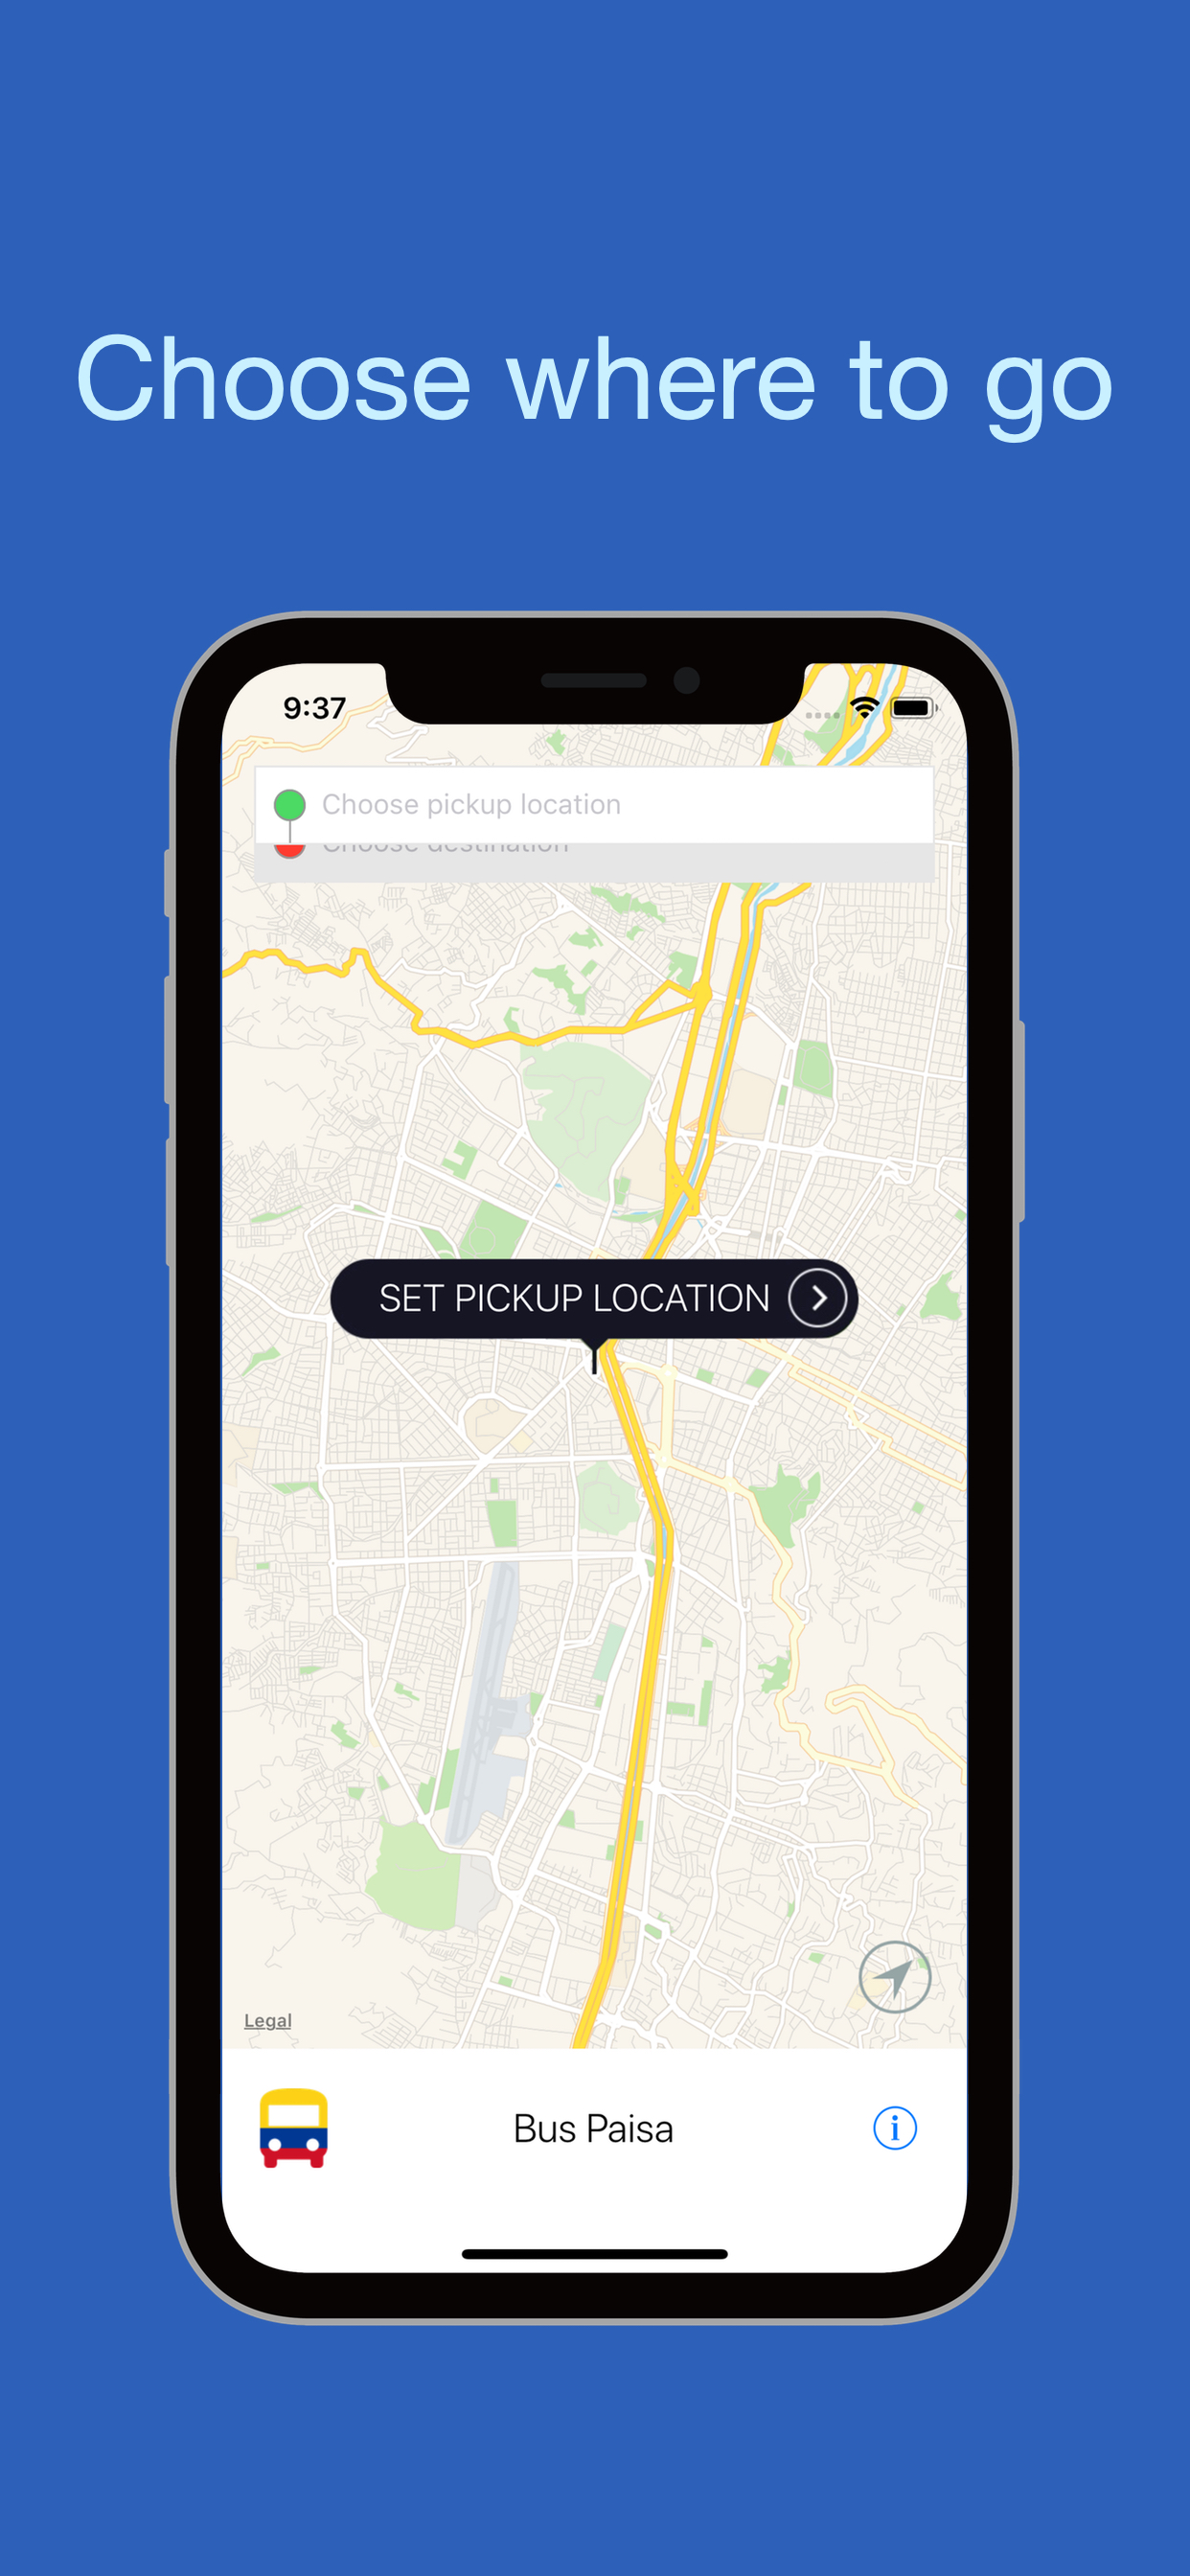 Choose where to go
9:37
Choose pickup location
Choose destination
SET PICKUP LOCATION
Legal
Bus Paisa